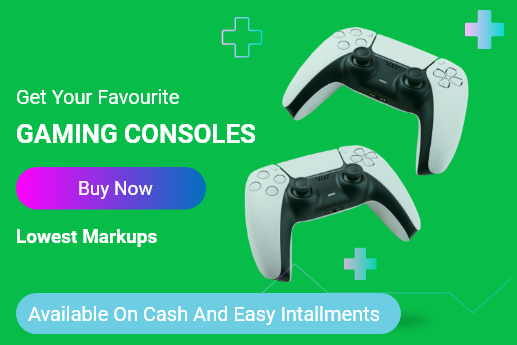 Get Your Favourite
GAMING CONSOLES
Buy Now
Lowest Markups
Available On Cash And Easy Intallments